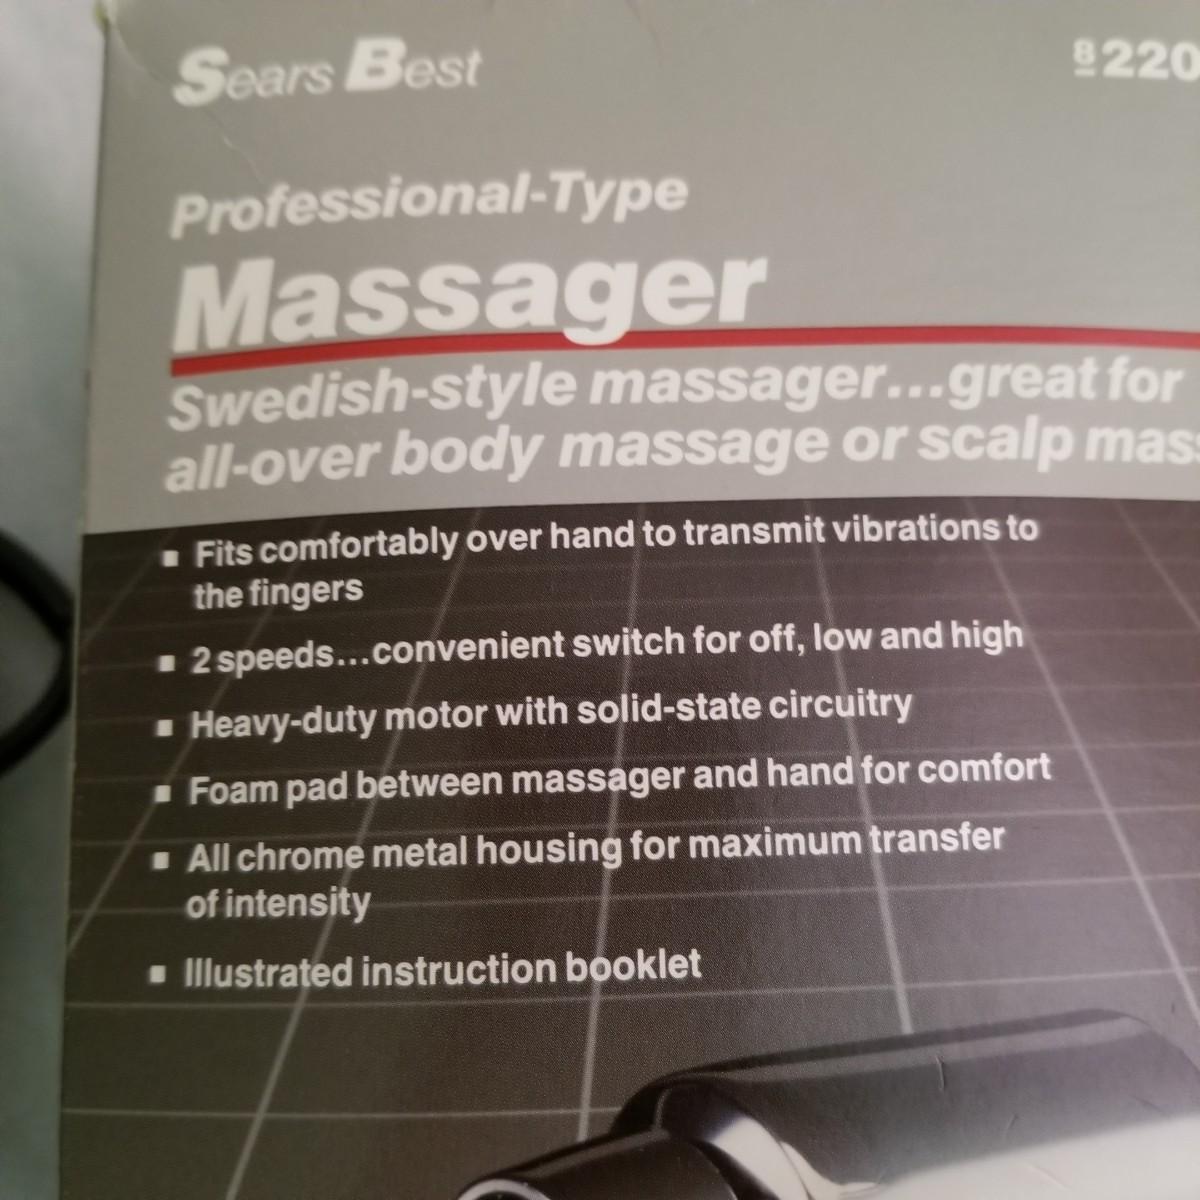 Sears Best
8220
Professional-Type
Massager
Swedish-style massager...great for
all-over body massage or scalp
▪ Fits comfortably over hand to transmit vibrations to
the fingers
▪ 2 speeds...convenient switch for off, low and high
▪ Heavy-duty motor with solid-state circuitry
▪ Foam pad between massager and hand for comfort
▪ All chrome metal housing for maximum transfer
of intensity
▪ Illustrated instruction booklet